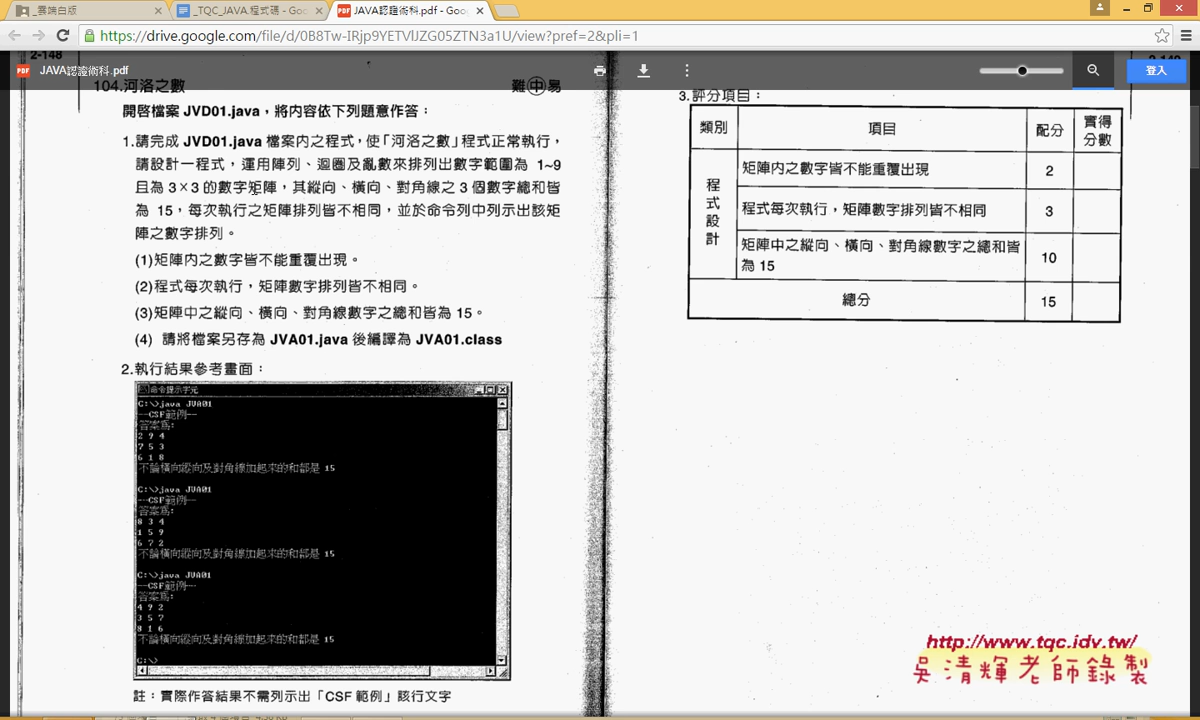 _雲端白版
_TQC_JAVA.程式碼 - Goo
JAVA認證術科.pdf - Goo
https://drive.google.com/file/d/0B8Tw-IRjp9YETVlJZG05ZTN3a1U/view?pref=2&pli=1
2-148
JAVA認證術科.pdf
登入
104.河洛之數
難 中 易
開啓檔案 JVD01.java，將內容依下列題意作答：
1.請完成 JVD01.java 檔案內之程式，使「河洛之數」程式正常執行，
請設計一程式，運用陣列、迴圈及亂數來排列出數字範圍為 1~9
且為 3×3 的數字矩陣，其縱向、橫向、對角線之 3 個數字總和皆
為 15，每次執行之矩陣排列皆不相同，並於命令列中列示出該矩
陣之數字排列。
(1)矩陣內之數字皆不能重覆出現。
(2)程式每次執行，矩陣數字排列皆不相同。
(3)矩陣中之縱向、橫向、對角線數字之總和皆為 15。
(4) 請將檔案另存為 JVA01.java 後編譯為 JVA01.class
2.執行結果參考畫面：
命令提示字元
C:\>java JVA01
--CSF範例--
答案為:
2 9 4
7 5 3
6 1 8
不論橫向縱向及對角線加起來的和都是 15
C:\>java JVA01
--CSF範例--
答案為:
8 3 4
1 5 9
6 7 2
不論橫向縱向及對角線加起來的和都是 15
C:\>java JVA01
--CSF範例--
答案為:
4 9 2
3 5 7
8 1 6
不論橫向縱向及對角線加起來的和都是 15
C:\>
註：實際作答結果不需列示出「CSF 範例」該行文字
3.評分項目：
類別 項目 配分 實得分數
程式設計
矩陣內之數字皆不能重覆出現 2
程式每次執行，矩陣數字排列皆不相同 3
矩陣中之縱向、橫向、對角線數字之總和皆
為 15 10
總分 15
http://www.tqc.idv.tw/
吳清輝老師錄製